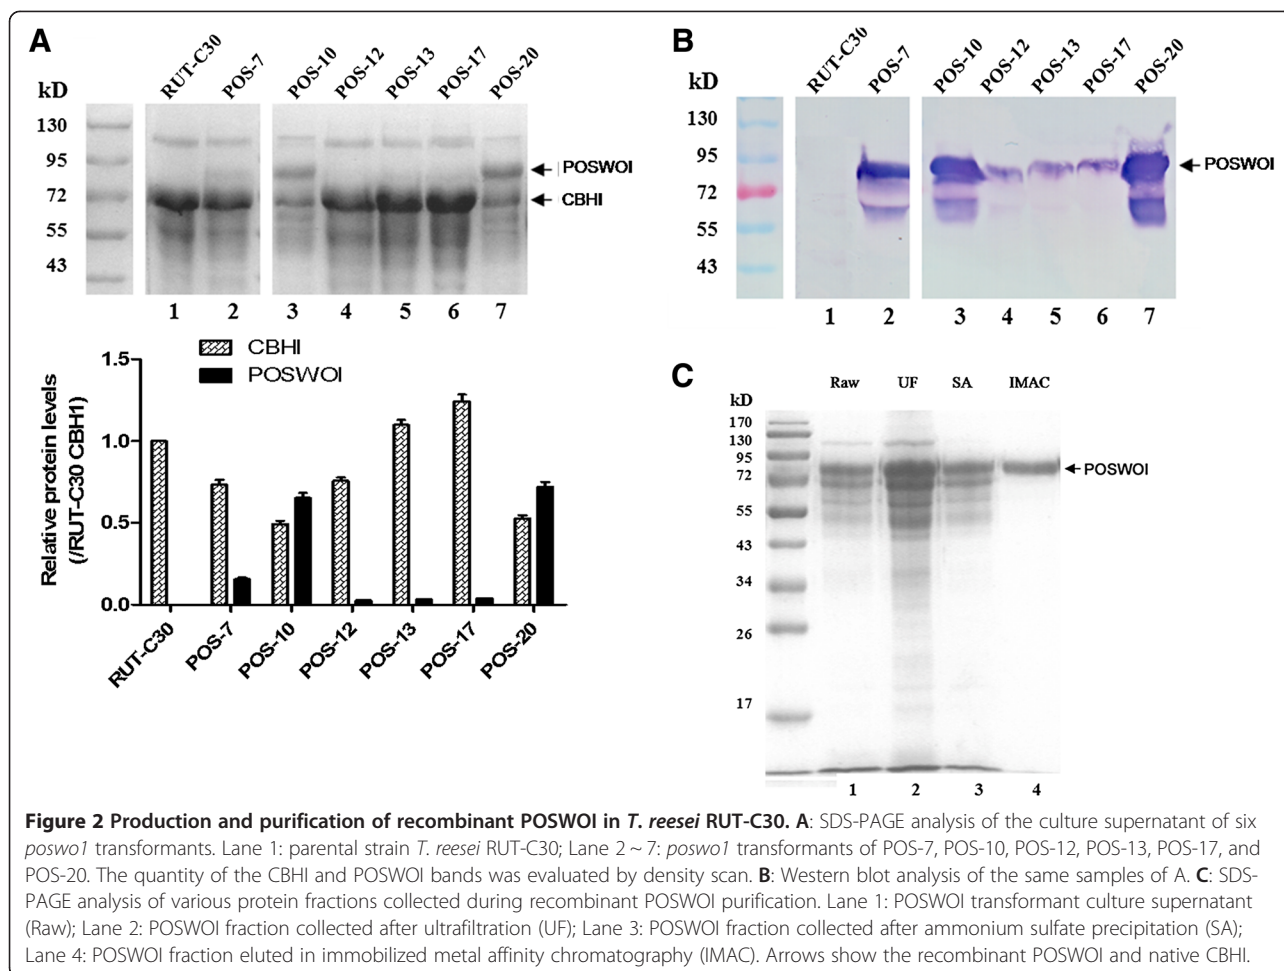 A
RUT-C30 POS-7 POS-10 POS-12 POS-13 POS-17 POS-20
kD
130
95
72
55
43
POSWOI
CBHI
1 2 3 4 5 6 7
CBHI
POSWOI
Relative protein levels
(/RUT-C30 CBH1)
1.5
1.0
0.5
0.0
RUT-C30 POS-7 POS-10 POS-12 POS-13 POS-17 POS-20
B
RUT-C30 POS-7 POS-10 POS-12 POS-13 POS-17 POS-20
kD
130
95
72
55
43
POSWOI
1 2 3 4 5 6 7
C
Raw UF SA IMAC
kD
170
130
95
72
55
43
34
26
17
POSWOI
1 2 3 4
Figure 2 Production and purification of recombinant POSWOI in T. reesei RUT-C30. A: SDS-PAGE analysis of the culture supernatant of six
poswo1 transformants. Lane 1: parental strain T. reesei RUT-C30; Lane 2 ~ 7: poswo1 transformants of POS-7, POS-10, POS-12, POS-13, POS-17, and
POS-20. The quantity of the CBHI and POSWOI bands was evaluated by density scan. B: Western blot analysis of the same samples of A. C: SDS-
PAGE analysis of various protein fractions collected during recombinant POSWOI purification. Lane 1: POSWOI transformant culture supernatant
(Raw); Lane 2: POSWOI fraction collected after ultrafiltration (UF); Lane 3: POSWOI fraction collected after ammonium sulfate precipitation (SA);
Lane 4: POSWOI fraction eluted in immobilized metal affinity chromatography (IMAC). Arrows show the recombinant POSWOI and native CBHI.